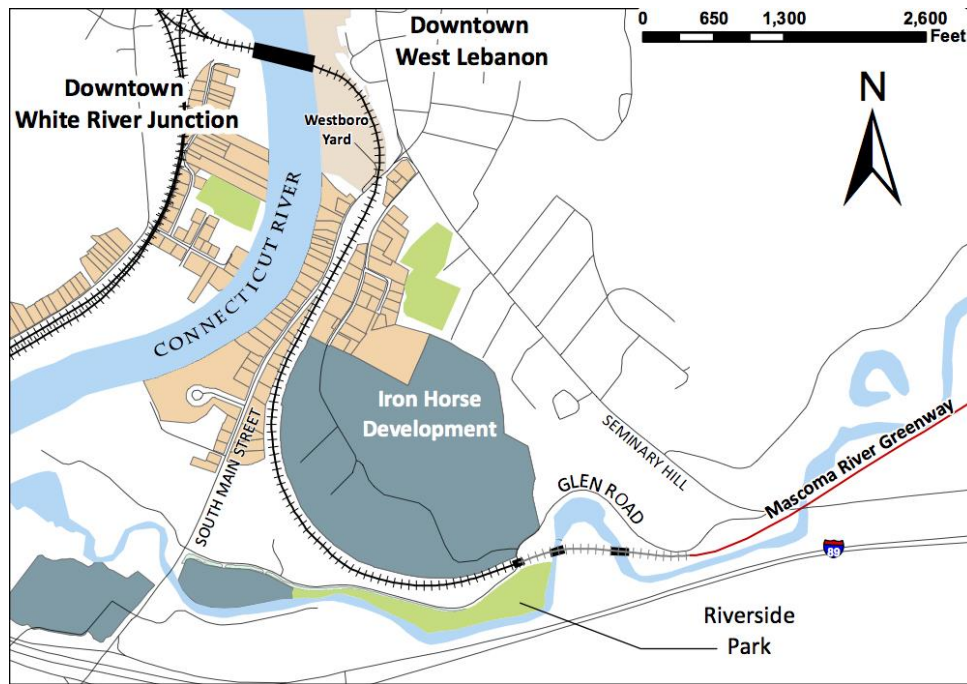 0 650 1,300 2,600
Feet
Downtown
West Lebanon
N
Downtown
White River Junction
Westboro
Yard
CONNECTICUT RIVER
Iron Horse
Development
SOUTH MAIN STREET
SEMINARY HILL
GLEN ROAD
Mascoma River Greenway
89
Riverside
Park